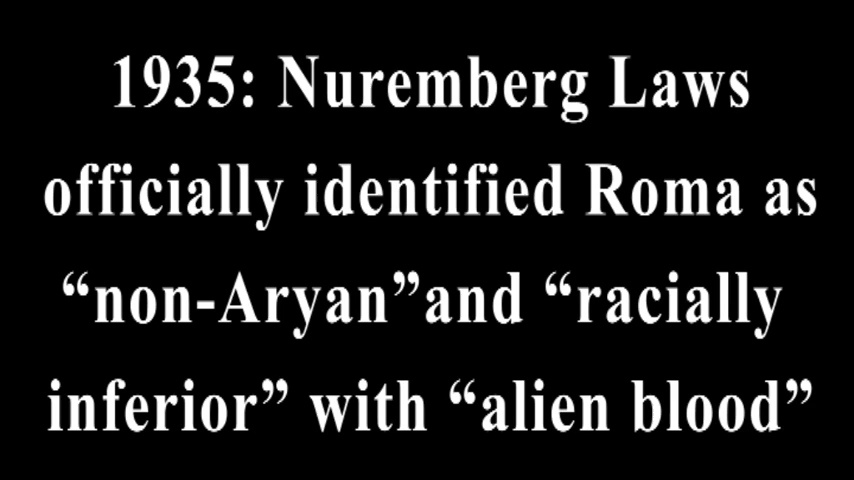 1935: Nuremberg Laws
officially identified Roma as
“non-Aryan”and “racially
inferior” with “alien blood”